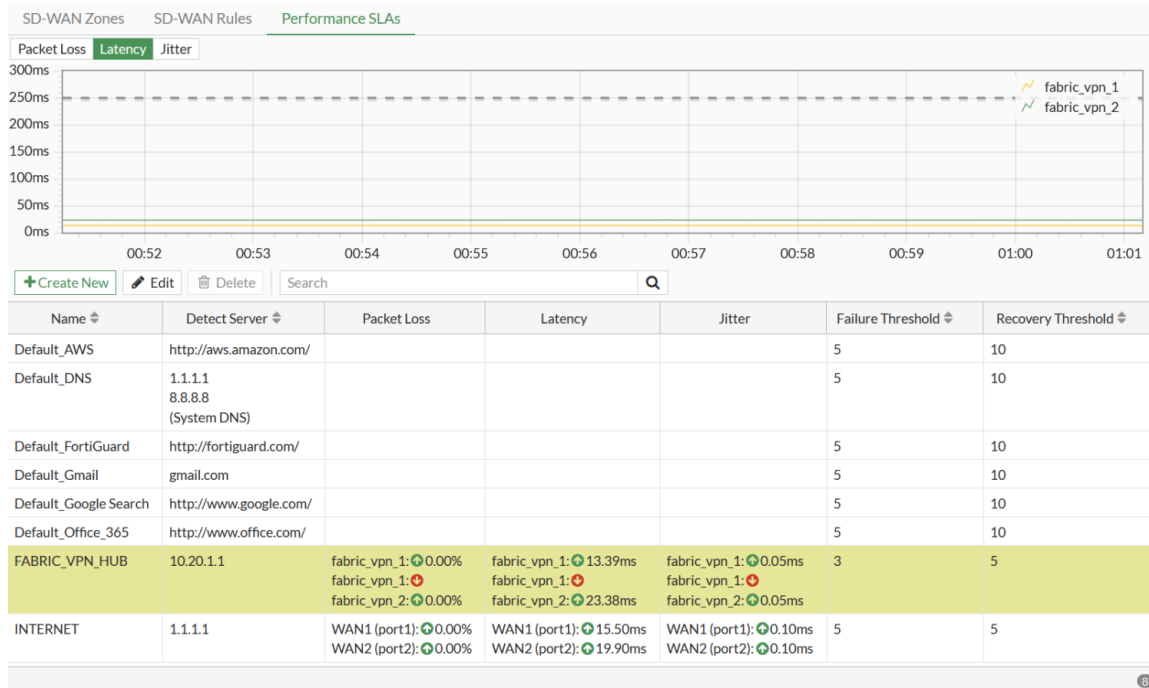 SD-WAN Zones SD-WAN Rules Performance SLAs
Packet Loss Latency Jitter
300ms
250ms
200ms
150ms
100ms
50ms
0ms
fabric_vpn_1
fabric_vpn_2
00:52 00:53 00:54 00:55 00:56 00:57 00:58 00:59 01:00 01:01
+Create New Edit Delete Search
Name Detect Server Packet Loss Latency Jitter Failure Threshold Recovery Threshold
Default_AWS http://aws.amazon.com/ 5 10
Default_DNS 1.1.1.1 5 10
8.8.8.8
(System DNS)
Default_FortiGuard http://fortiguard.com/ 5 10
Default_Gmail gmail.com 5 10
Default_Google Search http://www.google.com/ 5 10
Default_Office_365 http://www.office.com/ 5 10
FABRIC_VPN_HUB 10.20.1.1 fabric_vpn_1: 0.00% fabric_vpn_1: 13.39ms fabric_vpn_1: 0.05ms 3 5
fabric_vpn_1: fabric_vpn_1: fabric_vpn_1:
fabric_vpn_2: 0.00% fabric_vpn_2: 23.38ms fabric_vpn_2: 0.05ms
INTERNET 1.1.1.1 WAN1 (port1): 0.00% WAN1 (port1): 15.50ms WAN1 (port1): 0.10ms 5 5
WAN2 (port2): 0.00% WAN2 (port2): 19.90ms WAN2 (port2): 0.10ms
8